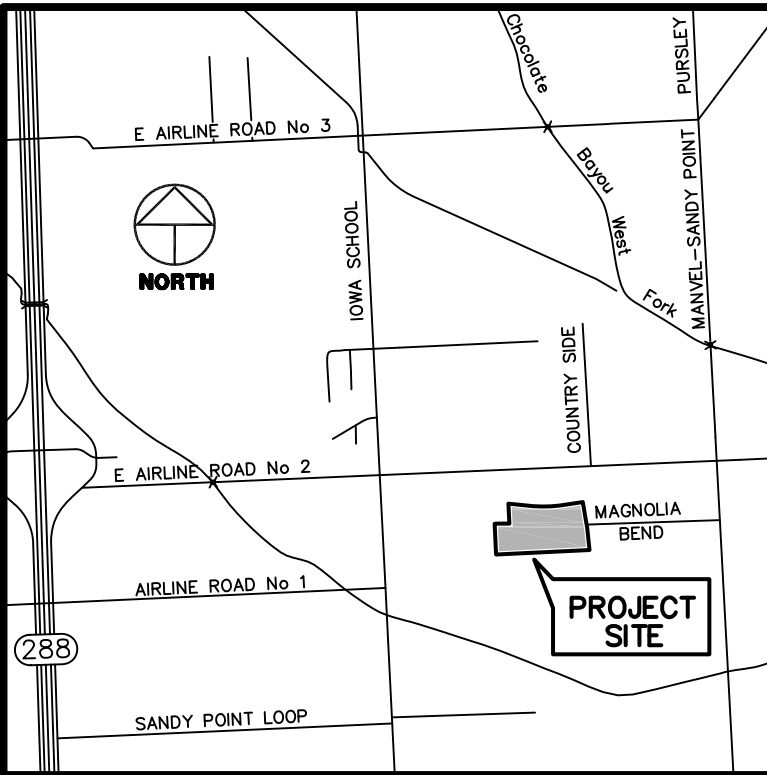 Chocolate
Bayou
West
Fork
PURSLEY
MANVEL-SANDY POINT
E AIRLINE ROAD No 3
NORTH
IOWA SCHOOL
COUNTRY SIDE
E AIRLINE ROAD No 2
MAGNOLIA
BEND
AIRLINE ROAD No 1
PROJECT
SITE
288
SANDY POINT LOOP